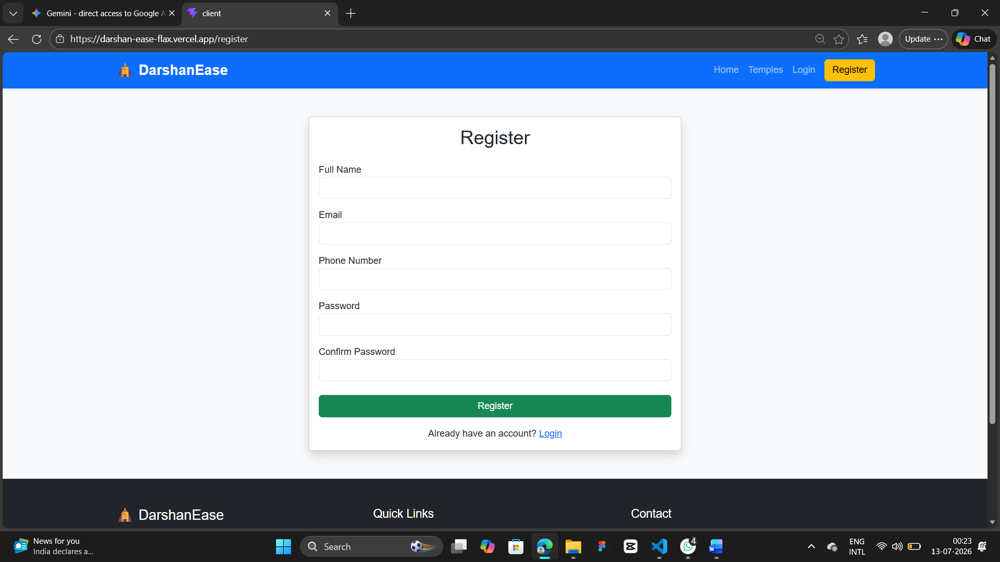 Gemini - direct access to Google A
client
https://darshan-ease-flax.vercel.app/register
Update
Chat
DarshanEase
Home
Temples
Login
Register
Register
Full Name
Email
Phone Number
Password
Confirm Password
Register
Already have an account? Login
DarshanEase
Quick Links
Contact
News for you
India declares a...
Search
4
ENG
INTL
00:23
13-07-2026